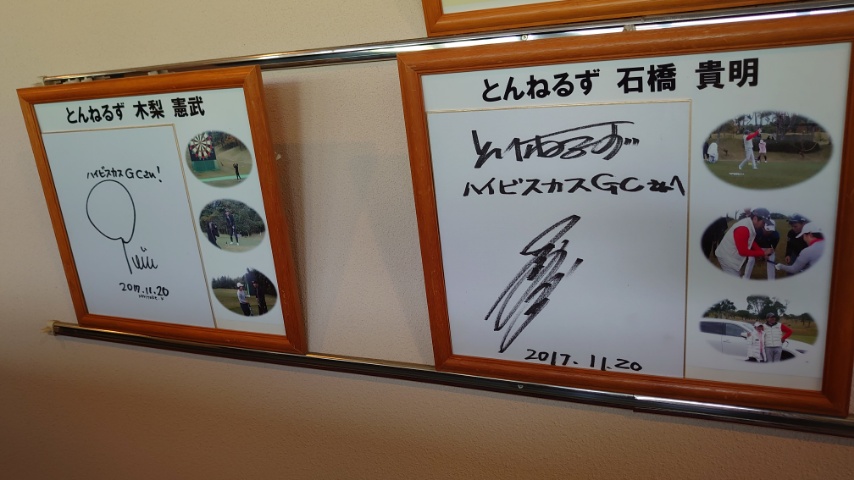 とんねるず 木梨 憲武
ハイビスカスGCさん!
2017.11.20
とんねるず 石橋 貴明
とんねるず
ハイビスカスGCさんへ
2017.11.20